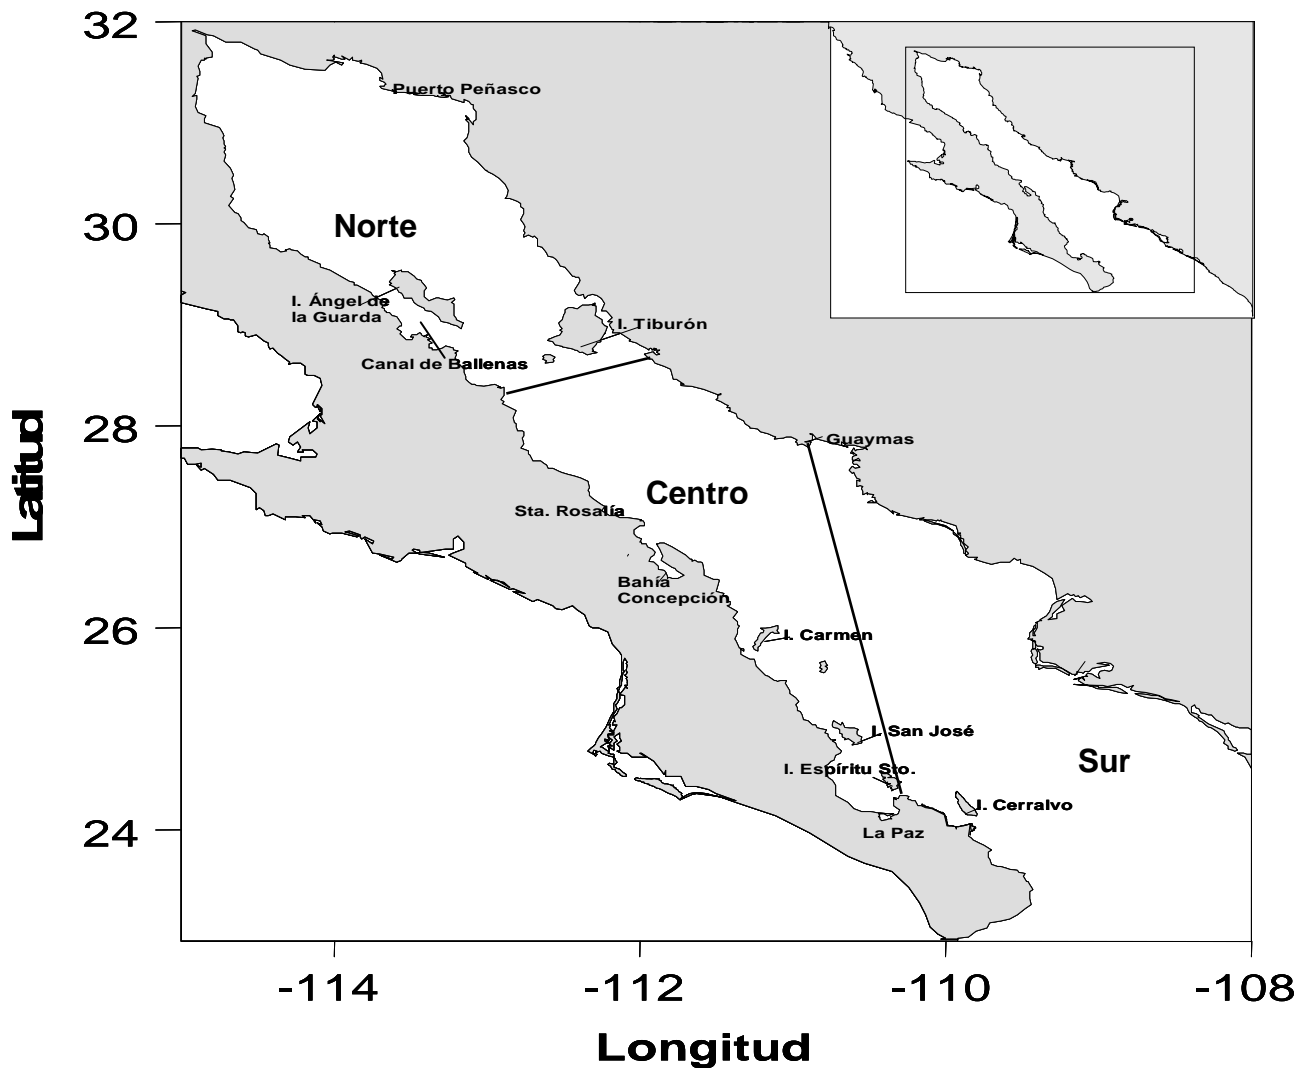 32
Puerto Peñasco
30
Norte
I. Ángel de
la Guarda
I. Tiburón
Canal de Ballenas
28
Guaymas
Centro
Sta. Rosalía
Bahía
Concepción
26
I. Carmen
I. San José
Sur
I. Espíritu Sto.
I. Cerralvo
24
La Paz
Latitud
-114
-112
-110
-108
Longitud